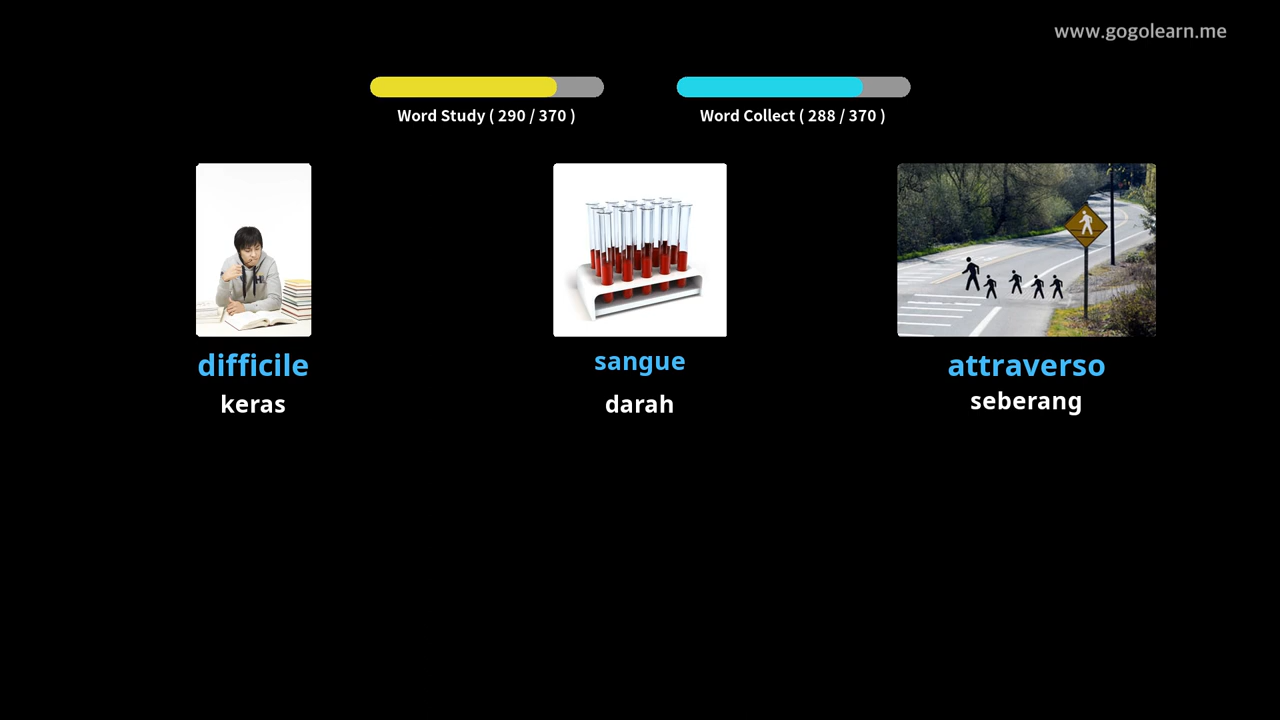 www.gogolearn.me
Word Study ( 290 / 370 )
Word Collect ( 288 / 370 )
difficile
keras
sangue
darah
attraverso
seberang